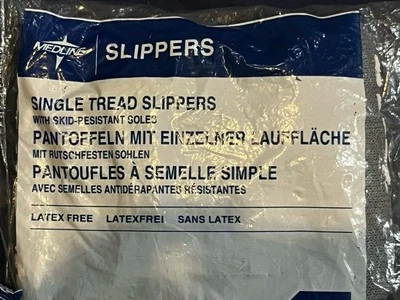 MEDLINE
SLIPPERS
SINGLE TREAD SLIPPERS
WITH SKID-RESISTANT SOLES
PANTOFFELN MIT EINZELNER LAUFFLÄCHE
MIT RUTSCHFESTEN SOHLEN
PANTOUFLES À SEMELLE SIMPLE
AVEC SEMELLES ANTIDÉRAPANTES RÉSISTANTES
LATEX FREE LATEXFREI SANS LATEX